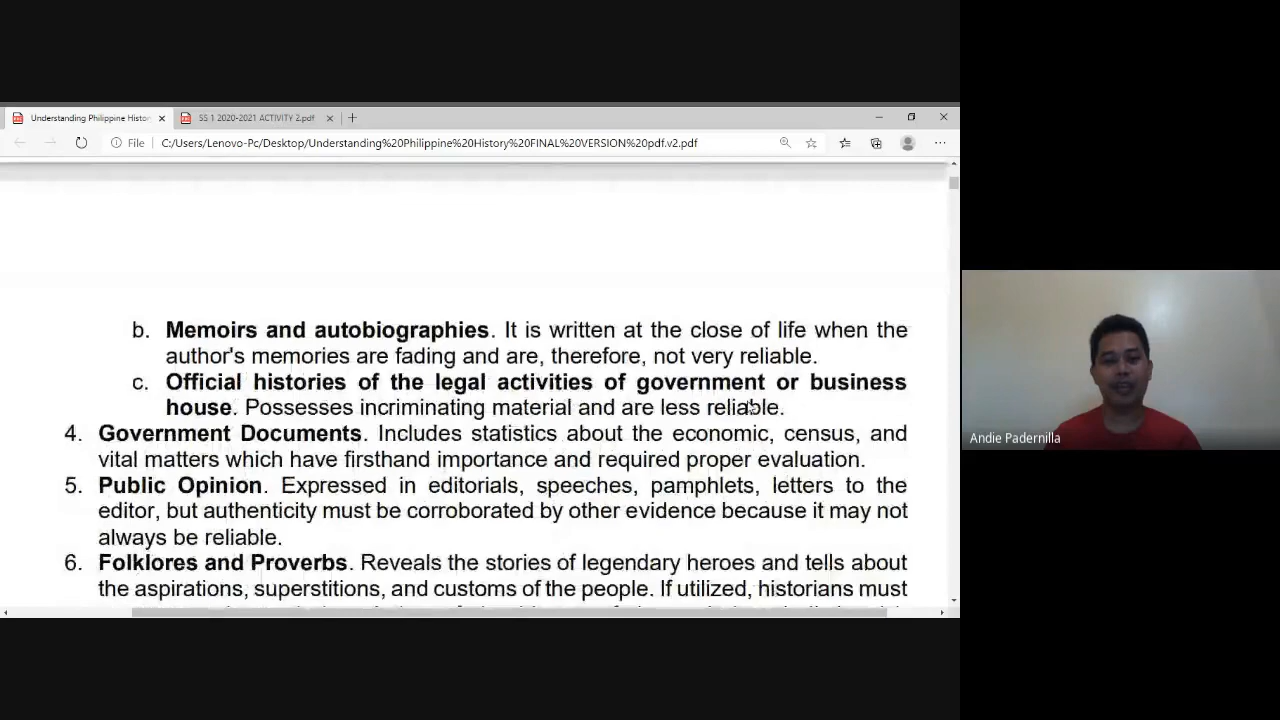 Understanding Philippine Histor
SS 1 2020-2021 ACTIVITY 2.pdf
File
C:/Users/Lenovo-Pc/Desktop/Understanding%20Philippine%20History%20FINAL%20VERSION%20pdf.v2.pdf
b. Memoirs and autobiographies. It is written at the close of life when the
author's memories are fading and are, therefore, not very reliable.
c. Official histories of the legal activities of government or business
house. Possesses incriminating material and are less reliable.
4. Government Documents. Includes statistics about the economic, census, and
vital matters which have firsthand importance and required proper evaluation.
5. Public Opinion. Expressed in editorials, speeches, pamphlets, letters to the
editor, but authenticity must be corroborated by other evidence because it may not
always be reliable.
6. Folklores and Proverbs. Reveals the stories of legendary heroes and tells about
the aspirations, superstitions, and customs of the people. If utilized, historians must
Andie Padernilla